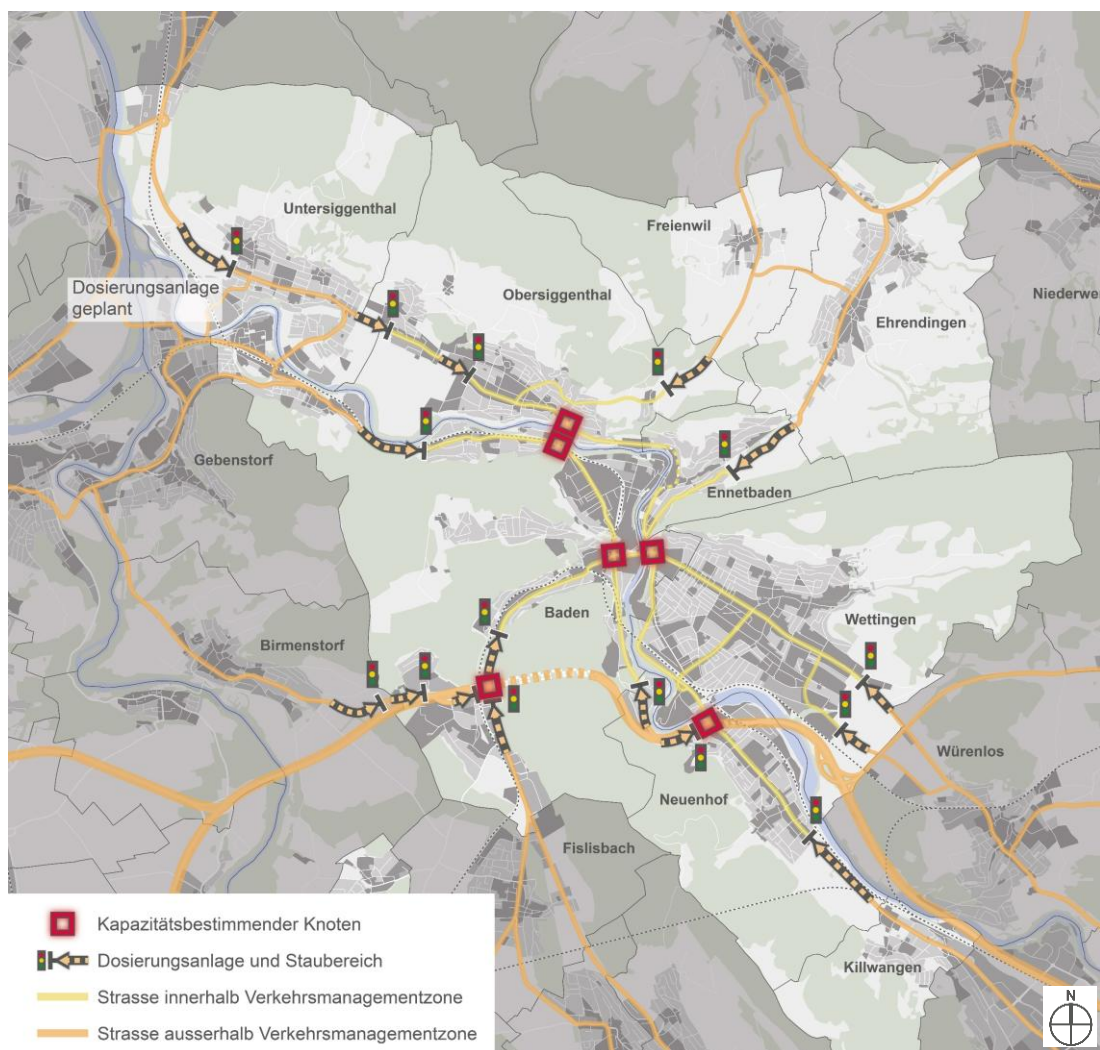 Untersiggenthal
Freienwil
Dosierungsanlage
geplant
Obersiggenthal
Niederwe
Ehrendingen
Gebenstorf
Ennetbaden
Baden
Wettingen
Birmenstorf
Würenlos
Neuenhof
Fislisbach
Killwangen
Kapazitätsbestimmender Knoten
Dosierungsanlage und Staubereich
Strasse innerhalb Verkehrsmanagementzone
Strasse ausserhalb Verkehrsmanagementzone
N